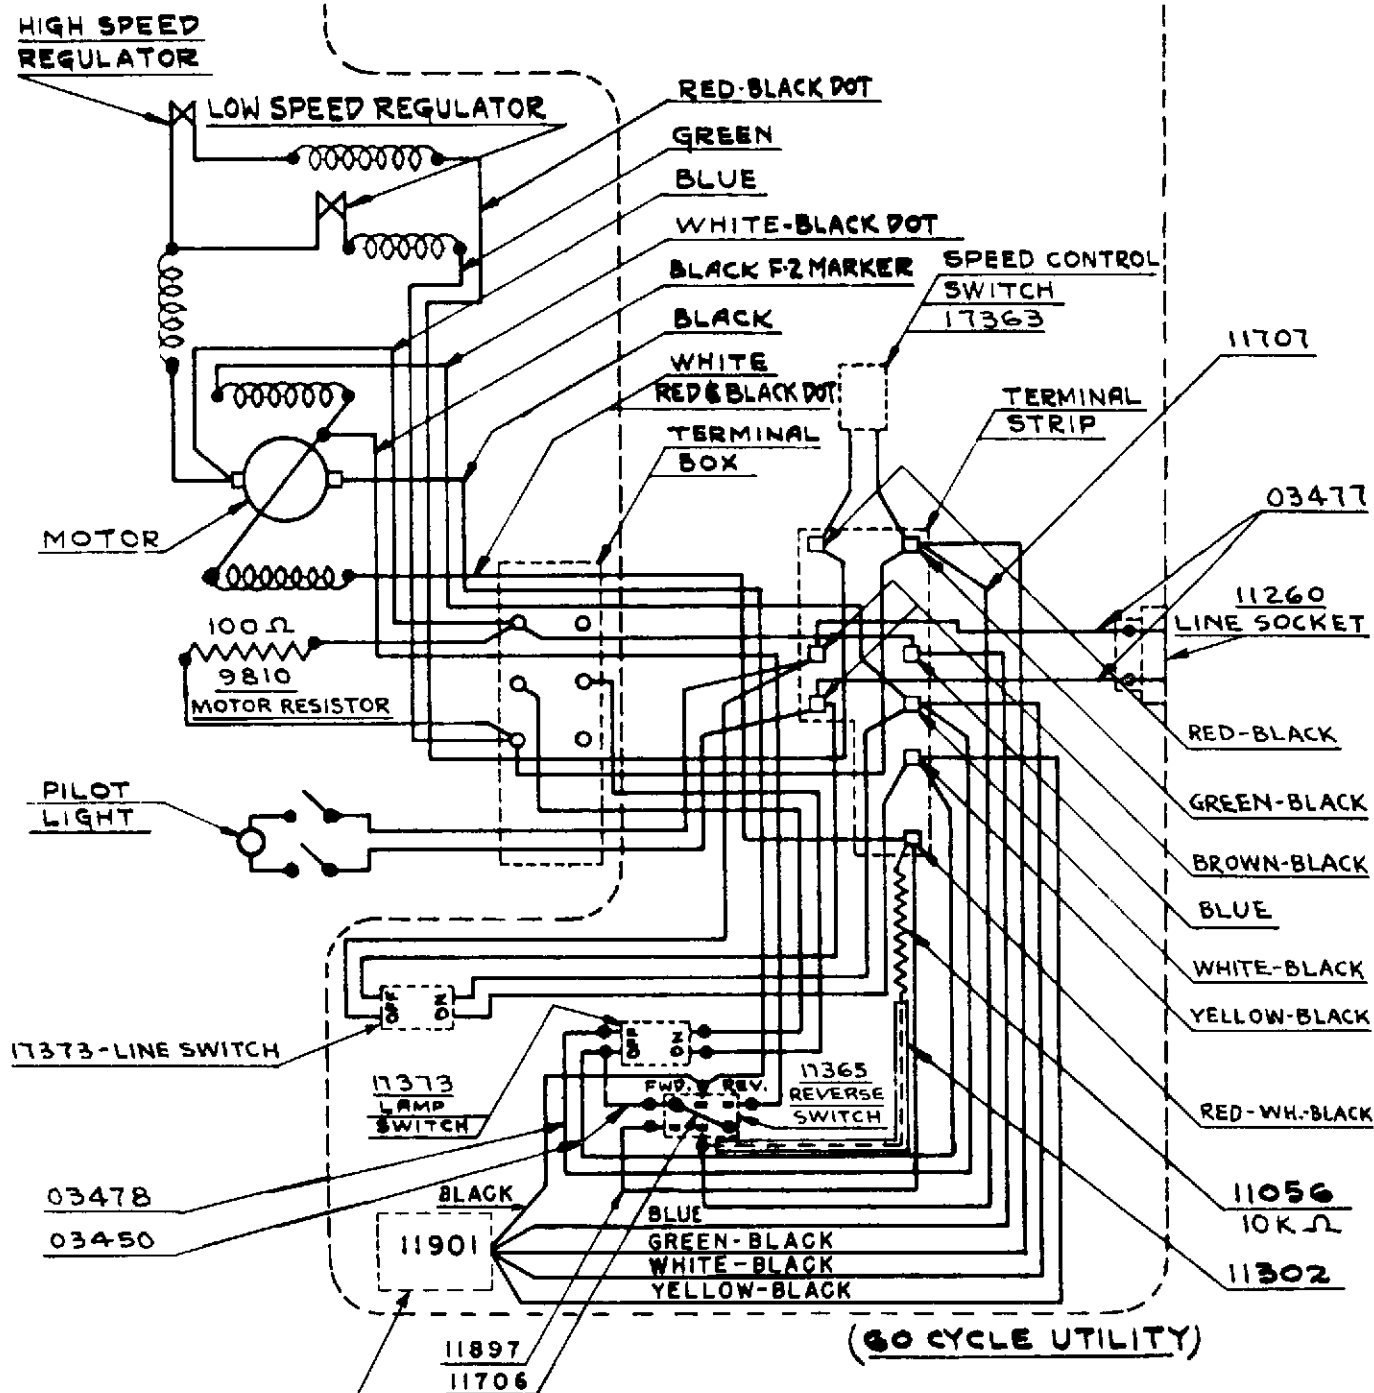 HIGH SPEED
REGULATOR
LOW SPEED REGULATOR
RED-BLACK DOT
GREEN
BLUE
WHITE-BLACK DOT
BLACK F-2 MARKER
BLACK
WHITE
RED & BLACK DOT
TERMINAL
BOX
SPEED CONTROL
SWITCH
17363
11707
TERMINAL
STRIP
03477
11260
LINE SOCKET
MOTOR
100 Ω
9810
MOTOR RESISTOR
PILOT
LIGHT
RED-BLACK
GREEN-BLACK
BROWN-BLACK
BLUE
WHITE-BLACK
YELLOW-BLACK
RED-WH.-BLACK
11056
10K Ω
11302
OFF
ON
17373-LINE SWITCH
OFF
ON
17373
LAMP
SWITCH
FWD.
REV.
17365
REVERSE
SWITCH
03478
03450
BLACK
11901
BLUE
GREEN-BLACK
WHITE-BLACK
YELLOW-BLACK
11897
11706
(60 CYCLE UTILITY)